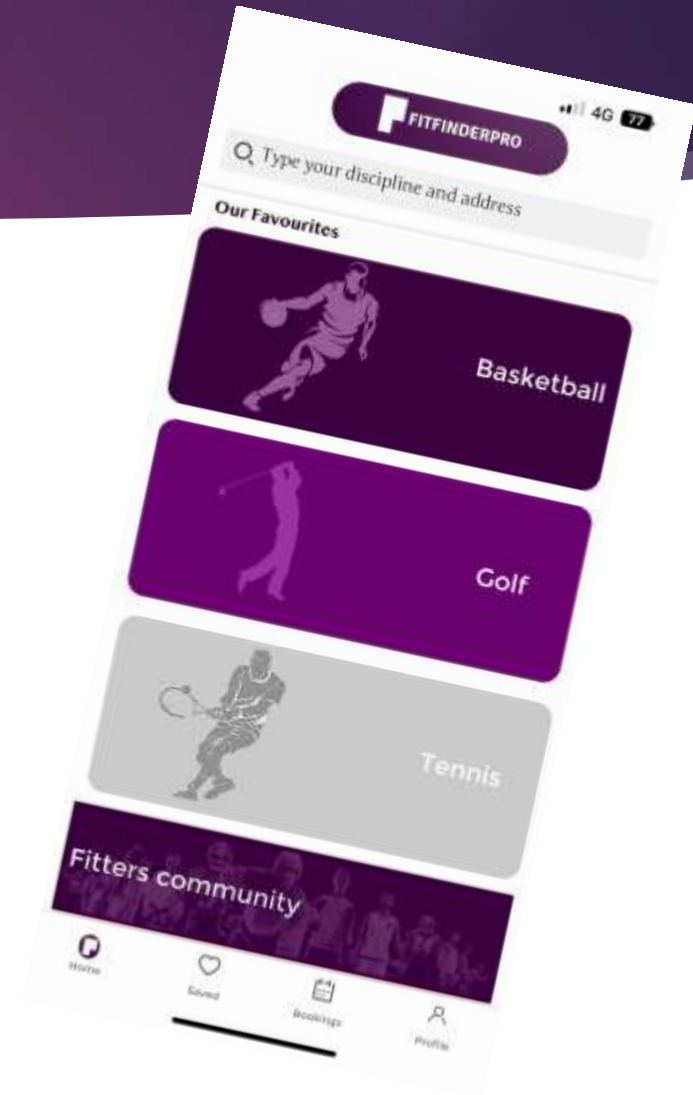 4G 77
FITFINDERPRO
Type your discipline and address
Our Favourites
Basketball
Golf
Tennis
Fitters community
Home
Saved
Bookings
Profile